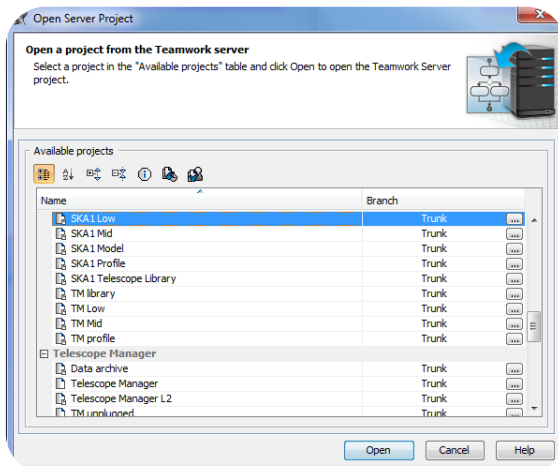 Open Server Project
Open a project from the Teamwork server
Select a project in the "Available projects" table and click Open to open the Teamwork Server
project.
Available projects
Name Branch
SKA1 Low Trunk ...
SKA1 Mid Trunk ...
SKA1 Model Trunk ...
SKA1 Profile Trunk ...
SKA1 Telescope Library Trunk ...
TM library Trunk ...
TM Low Trunk ...
TM Mid Trunk ...
TM profile Trunk ...
Telescope Manager
Data archive Trunk ...
Telescope Manager Trunk ...
Telescope Manager L2 Trunk ...
TM unplugged Trunk ...
Open Cancel Help